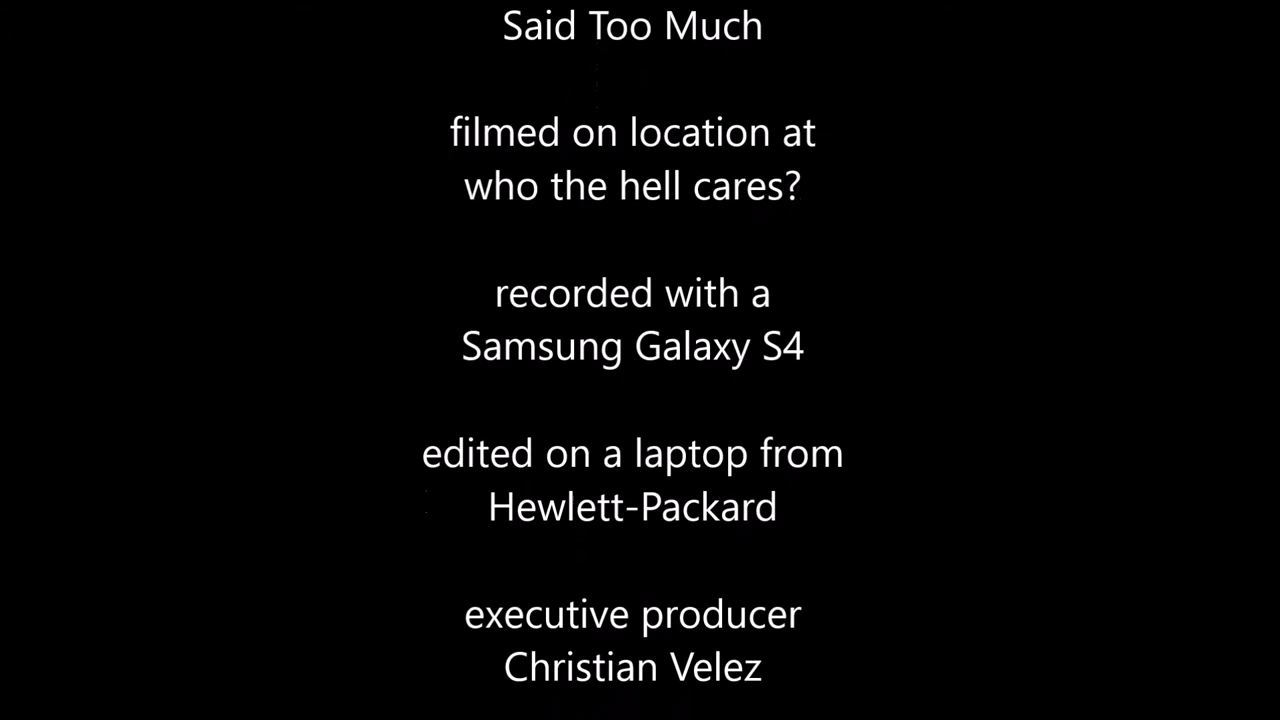 Said Too Much
filmed on location at
who the hell cares?
recorded with a
Samsung Galaxy S4
edited on a laptop from
Hewlett-Packard
executive producer
Christian Velez